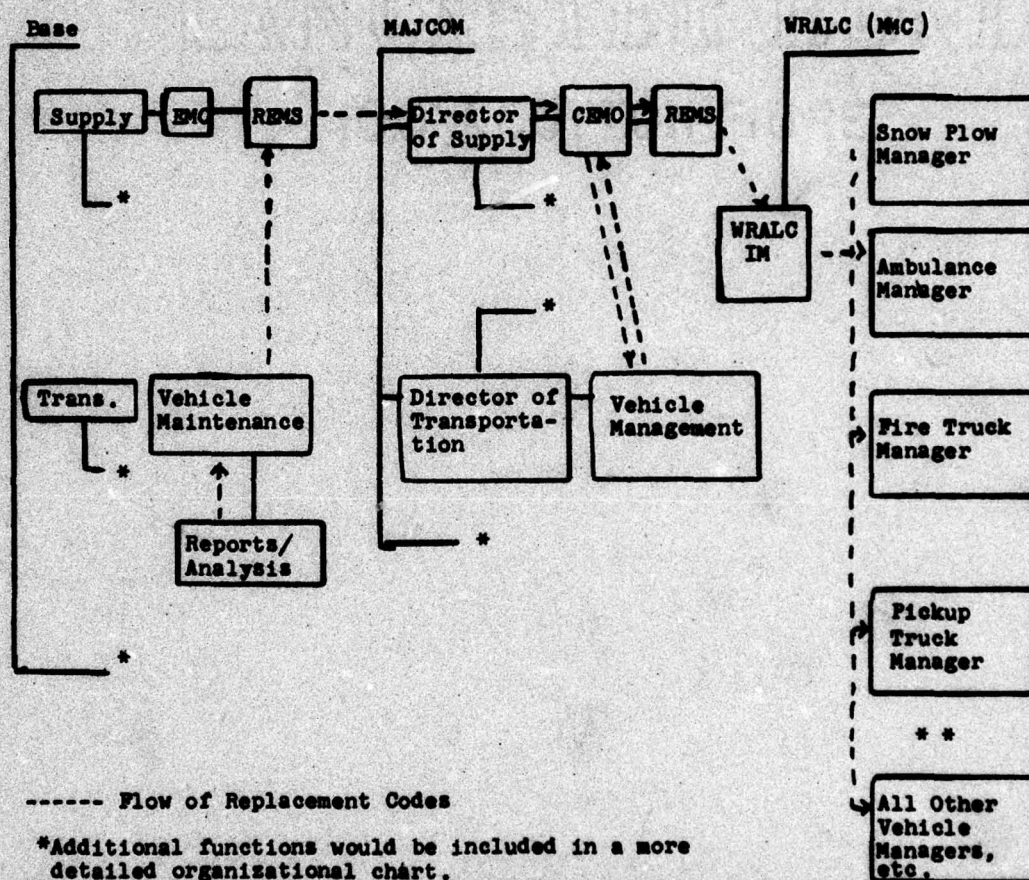 Base
MAJCOM
WRALC (MMC)
Supply
EMO
REMS
*
Director
of Supply
CEMO
REMS
*
WRALC
IM
Snow Plow
Manager
Ambulance
Manager
*
Trans.
*
Vehicle
Maintenance
Director of
Transporta-
tion
Vehicle
Management
Fire Truck
Manager
Reports/
Analysis
*
*
Pickup
Truck
Manager
* *
All Other
Vehicle
Managers,
etc.
------ Flow of Replacement Codes
*Additional functions would be included in a more
detailed organizational chart.